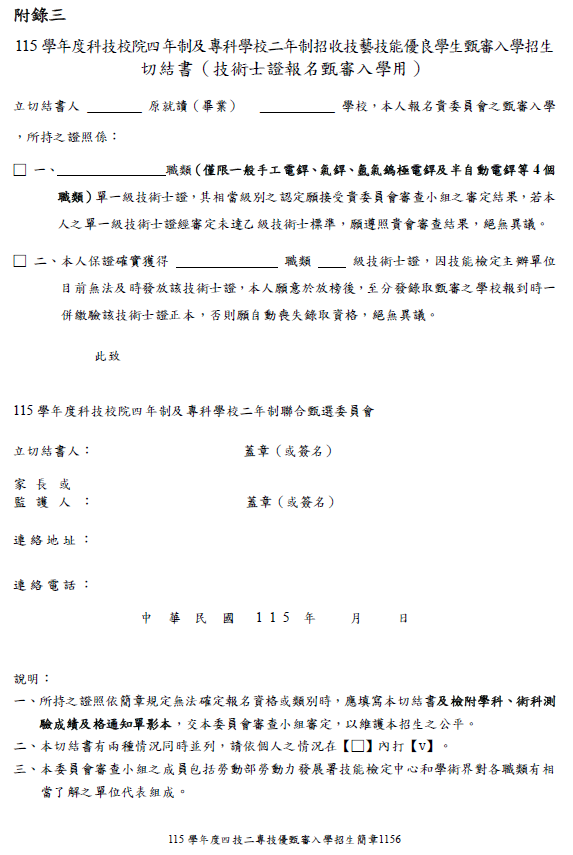 附錄三
115 學年度科技校院四年制及專科學校二年制招收技藝技能優良學生甄審入學招生
切結書（技術士證報名甄審入學用）
立切結書人 ________ 原就讀（畢業） ___________ 學校，本人報名貴委員會之甄審入學
，所持之證照係：
□ 一、________________職類（僅限一般手工電銲、氣銲、氬氣鎢極電銲及半自動電銲等 4 個
職類）單一級技術士證，其相當級別之認定願接受貴委員會審查小組之審定結果，若本
人之單一級技術士證經審定未達乙級技術士標準，願遵照貴會審查結果，絕無異議。
□ 二、本人保證確實獲得 _______________ 職類 ____ 級技術士證，因技能檢定主辦單位
目前無法及時發放該技術士證，本人願意於放榜後，至分發錄取甄審之學校報到時一
併繳驗該技術士證正本，否則願自動喪失錄取資格，絕無異議。
此致
115 學年度科技校院四年制及專科學校二年制聯合甄選委員會
立切結書人： 蓋章（或簽名）
家長或
監護人： 蓋章（或簽名）
連絡地址：
連絡電話：
中華民國 115 年 月 日
說明：
一、所持之證照依簡章規定無法確定報名資格或類別時，應填寫本切結書及檢附學科、術科測
驗成績及格通知單影本，交本委員會審查小組審定，以維護本招生之公平。
二、本切結書有兩種情況同時並列，請依個人之情況在【□】內打【v】。
三、本委員會審查小組之成員包括勞動部勞動力發展署技能檢定中心和學術界對各職類有相
當了解之單位代表組成。
115 學年度四技二專技優甄審入學招生簡章1156